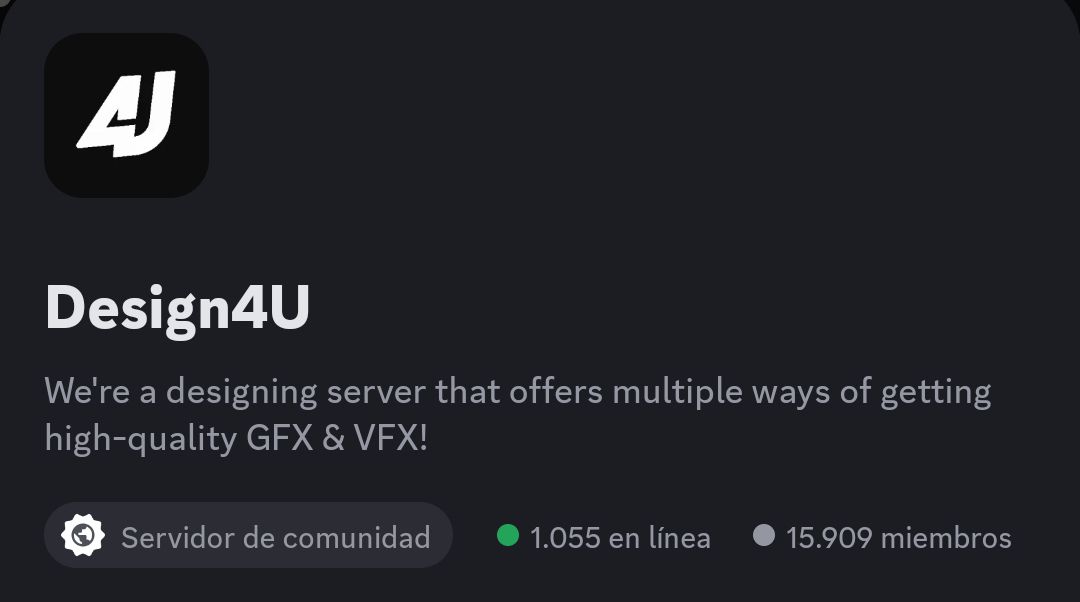 4U
Design4U
We're a designing server that offers multiple ways of getting
high-quality GFX & VFX!
Servidor de comunidad 1.055 en línea 15.909 miembros